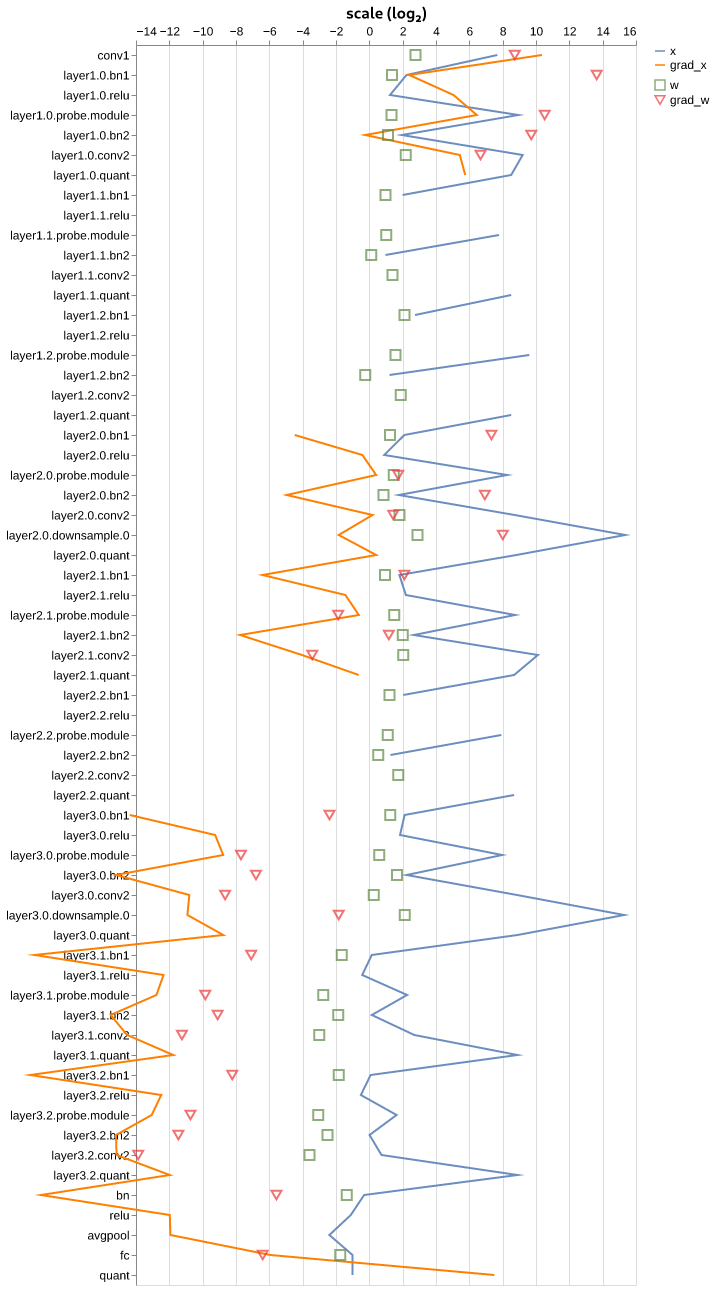 scale (log2)
−14 −12 −10 −8 −6 −4 −2 0 2 4 6 8 10 12 14 16
x
grad_x
w
grad_w
conv1
layer1.0.bn1
layer1.0.relu
layer1.0.probe.module
layer1.0.bn2
layer1.0.conv2
layer1.0.quant
layer1.1.bn1
layer1.1.relu
layer1.1.probe.module
layer1.1.bn2
layer1.1.conv2
layer1.1.quant
layer1.2.bn1
layer1.2.relu
layer1.2.probe.module
layer1.2.bn2
layer1.2.conv2
layer1.2.quant
layer2.0.bn1
layer2.0.relu
layer2.0.probe.module
layer2.0.bn2
layer2.0.conv2
layer2.0.downsample.0
layer2.0.quant
layer2.1.bn1
layer2.1.relu
layer2.1.probe.module
layer2.1.bn2
layer2.1.conv2
layer2.1.quant
layer2.2.bn1
layer2.2.relu
layer2.2.probe.module
layer2.2.bn2
layer2.2.conv2
layer2.2.quant
layer3.0.bn1
layer3.0.relu
layer3.0.probe.module
layer3.0.bn2
layer3.0.conv2
layer3.0.downsample.0
layer3.0.quant
layer3.1.bn1
layer3.1.relu
layer3.1.probe.module
layer3.1.bn2
layer3.1.conv2
layer3.1.quant
layer3.2.bn1
layer3.2.relu
layer3.2.probe.module
layer3.2.bn2
layer3.2.conv2
layer3.2.quant
bn
relu
avgpool
fc
quant